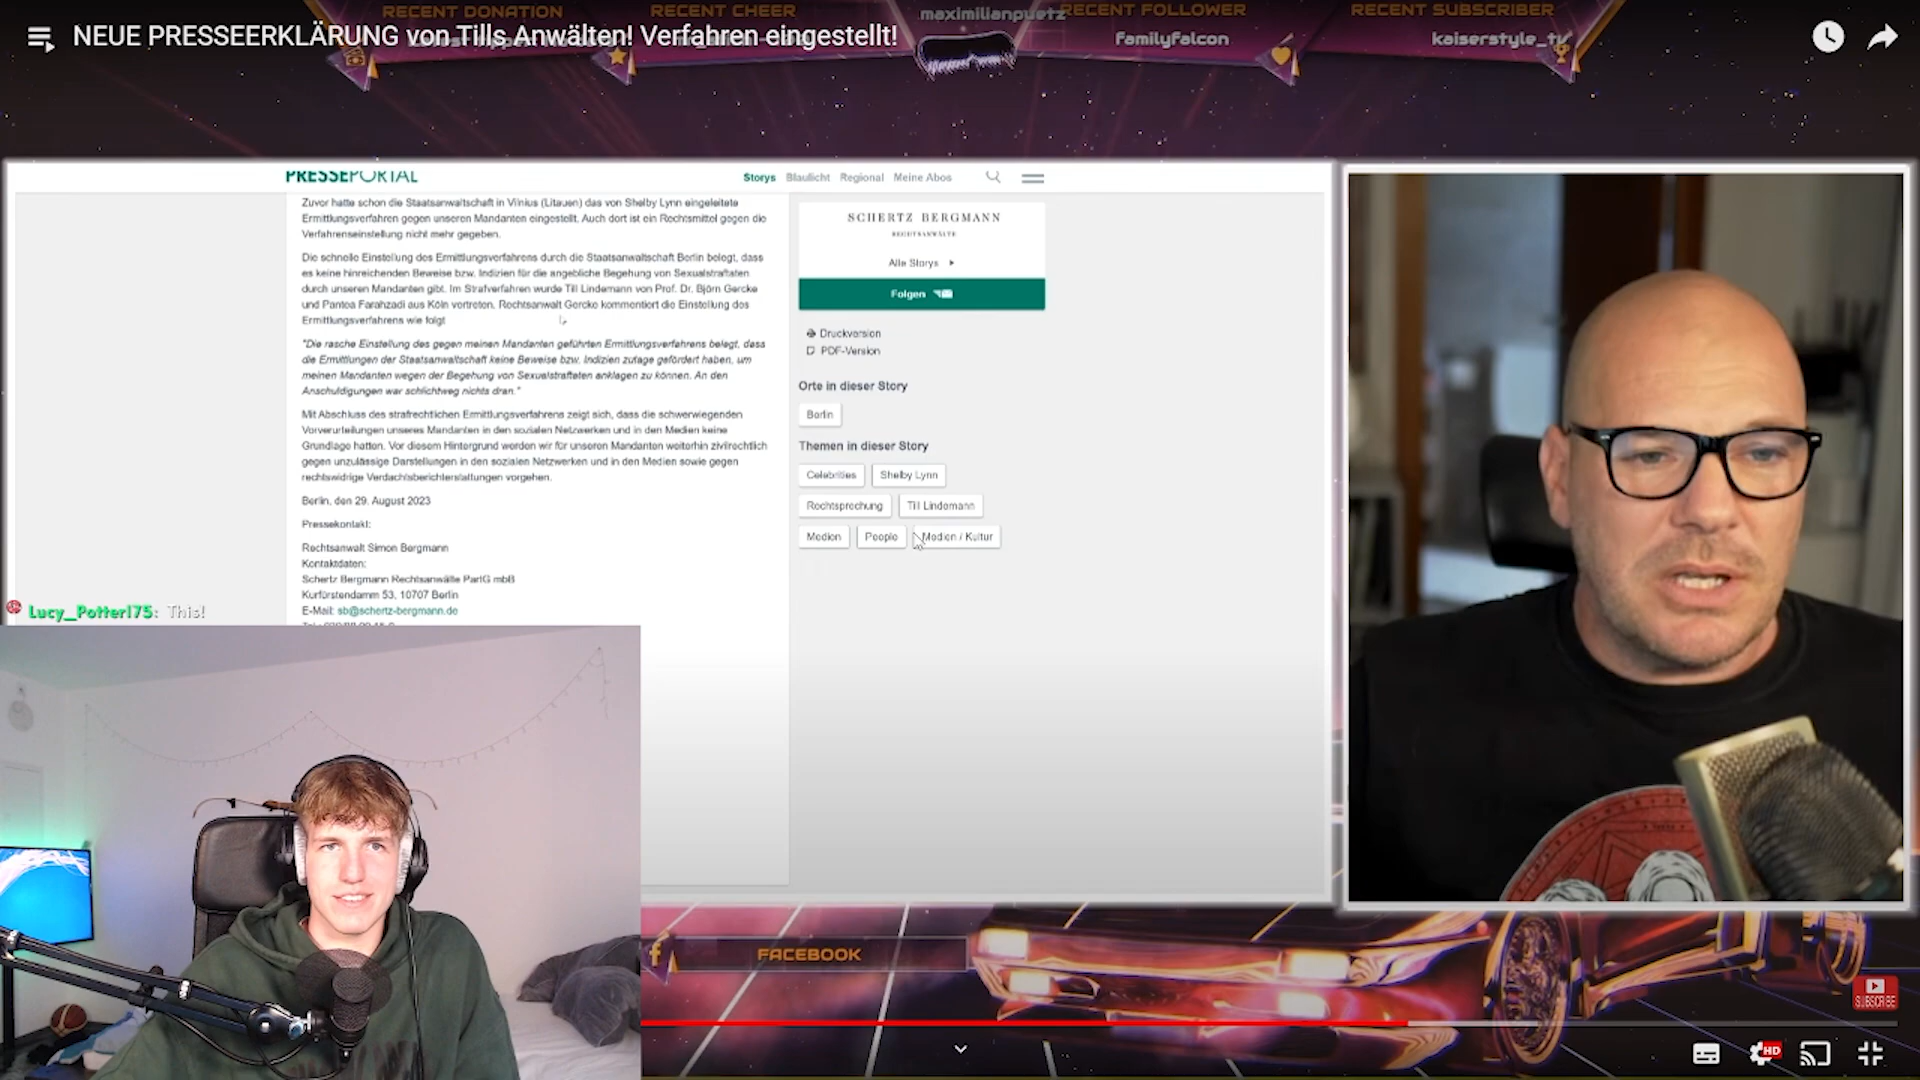 RECENT DONATION
RECENT CHEER
maximilianpuetz
RECENT FOLLOWER
RECENT SUBSCRIBER
NEUE PRESSEERKLÄRUNG von Tills Anwälten! Verfahren eingestellt!
familyfalcon
kaiserstyle_tv
PRESSEPORTAL
Storys Blaulicht Regional Meine Abos
Zuvor hatte schon die Staatsanwaltschaft in Vilnius (Litauen) das von Shelby Lynn eingeleitete
Ermittlungsverfahren gegen unseren Mandanten eingestellt. Auch dort ist ein Rechtsmittel gegen die
Verfahrenseinstellung nicht mehr gegeben.
Die schnelle Einstellung des Ermittlungsverfahrens durch die Staatsanwaltschaft Berlin belegt, dass
es keine hinreichenden Beweise bzw. Indizien für die angebliche Begehung von Sexualstraftaten
durch unseren Mandanten gibt. Im Strafverfahren wurde Till Lindemann von Prof. Dr. Björn Gercke
und Pantea Farahzadi aus Köln vertreten. Rechtsanwalt Gercke kommentiert die Einstellung des
Ermittlungsverfahrens wie folgt
"Die rasche Einstellung des gegen meinen Mandanten geführten Ermittlungsverfahrens belegt, dass
die Ermittlungen der Staatsanwaltschaft keine Beweise bzw. Indizien zutage gefördert haben, um
meinen Mandanten wegen der Begehung von Sexualstraftaten anklagen zu können. An den
Anschuldigungen war schlichtweg nichts dran."
Mit Abschluss des strafrechtlichen Ermittlungsverfahrens zeigt sich, dass die schwerwiegenden
Vorverurteilungen unseres Mandanten in den sozialen Netzwerken und in den Medien keine
Grundlage hatten. Vor diesem Hintergrund werden wir für unseren Mandanten weiterhin zivilrechtlich
gegen unzulässige Darstellungen in den sozialen Netzwerken und in den Medien sowie gegen
rechtswidrige Verdachtsberichterstattungen vorgehen.
Berlin, den 29. August 2023
Pressekontakt:
Rechtsanwalt Simon Bergmann
Kontaktdaten:
Schertz Bergmann Rechtsanwälte PartG mbB
Kurfürstendamm 53, 10707 Berlin
E-Mail: sb@schertz-bergmann.de
SCHERTZ BERGMANN
RECHTSANWÄLTE
Alle Storys
Folgen
Druckversion
PDF-Version
Orte in dieser Story
Berlin
Themen in dieser Story
Celebrities
Shelby Lynn
Rechtsprechung
Till Lindemann
Medien
People
Medien / Kultur
Lucy_Potter175: This!
FACEBOOK
SUBSCRIBE
HD